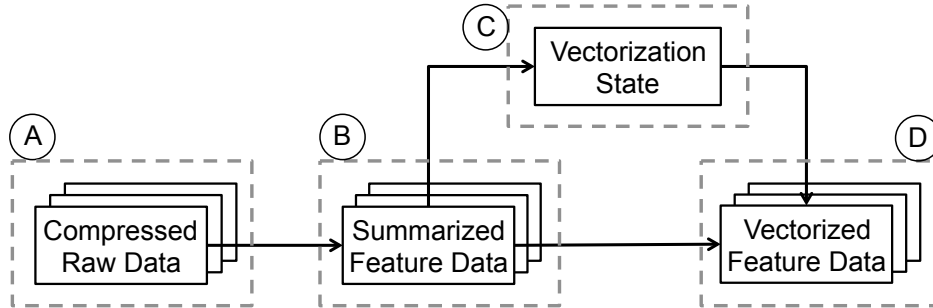 C
Vectorization
State
A
B
D
Compressed
Raw Data
Summarized
Feature Data
Vectorized
Feature Data